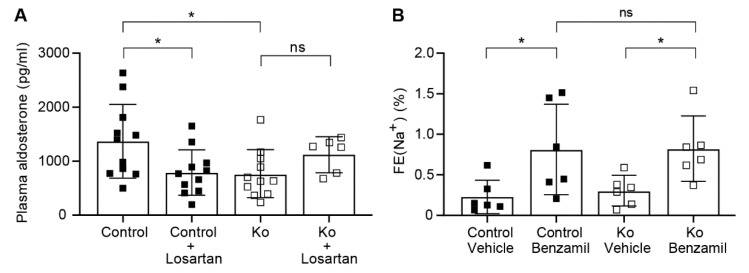 A
Plasma aldosterone (pg/ml)
3000
2000
1000
0
*
*
ns
Control
Control
+
Losartan
Ko
Ko
+
Losartan
B
FE(Na+) (%)
2.0
1.5
1.0
0.5
0.0
ns
*
*
Control
Vehicle
Control
Benzamil
Ko
Vehicle
Ko
Benzamil